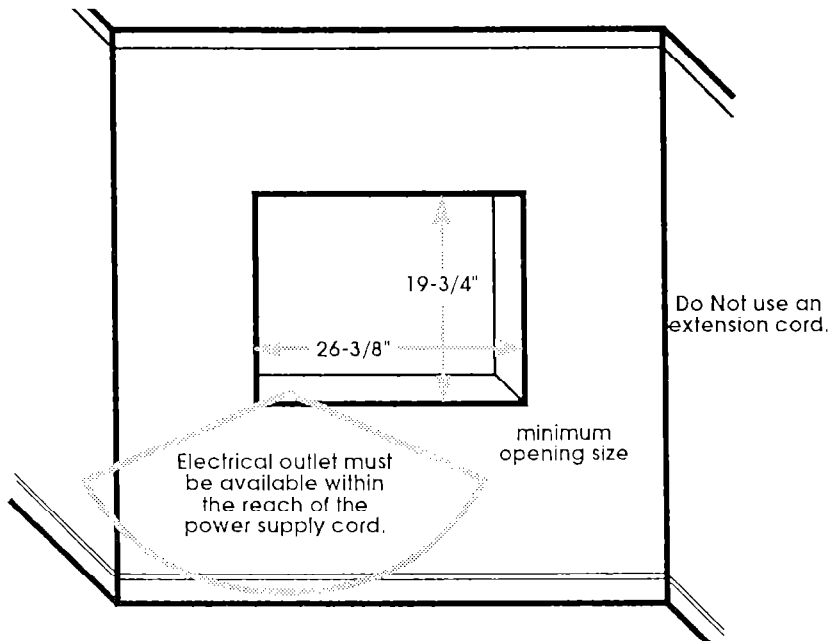 19-3/4"
26-3/8"
Do Not use an
extension cord.
minimum
opening size
Electrical outlet must
be available within
the reach of the
power supply cord.